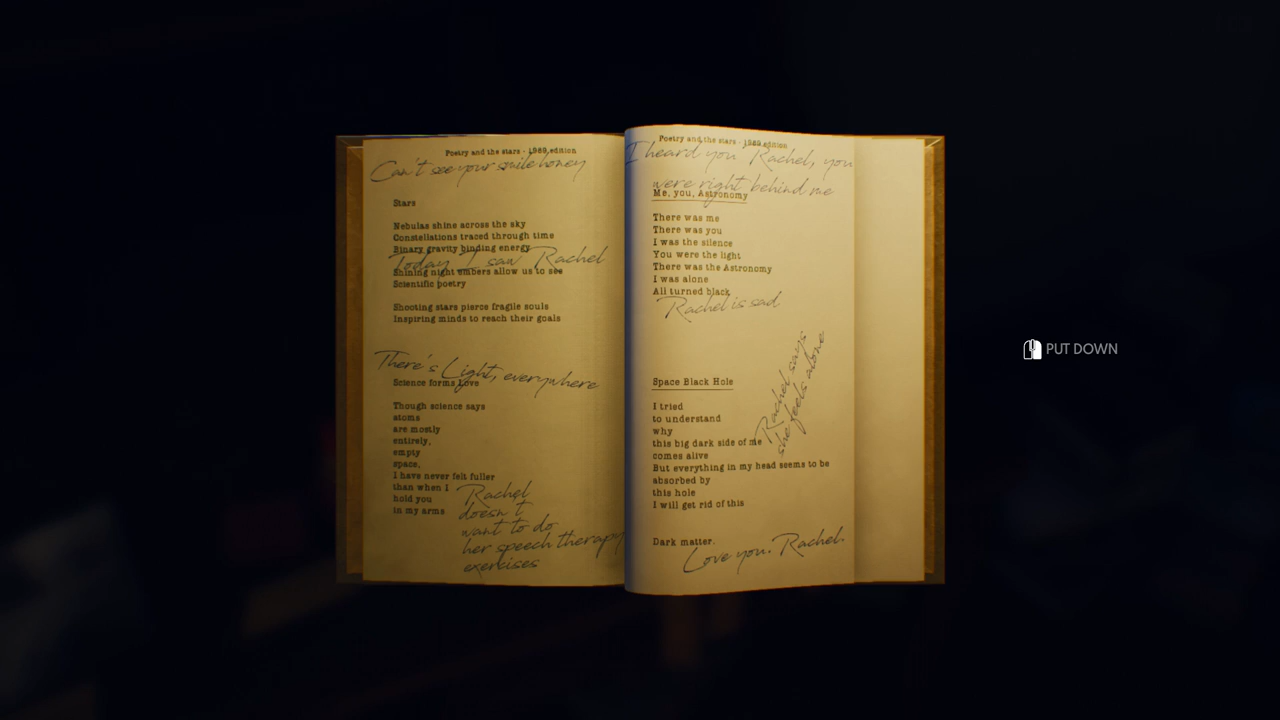 Poetry and the stars - 1989 edition
Can't see your smile honey
Stars
Nebulas shine across the sky
Constellations traced through time
Binary gravity binding energy
Today I saw Rachel
Shining night embers allow us to see
Scientific poetry
Shooting stars pierce fragile souls
Inspiring minds to reach their goals
There's Light, everywhere
Science forms Love
Though science says
atoms
are mostly
entirely,
empty
space,
I have never felt fuller
than when I
hold you
in my arms
Rachel
doesn't
want to do
her speech therapy
exercises
Poetry and the stars - 1989 edition
I heard you Rachel, you
were right behind me
Me, you, Astronomy
There was me
There was you
I was the silence
You were the light
There was the Astronomy
I was alone
All turned black
Rachel is sad
Rachel says
she feels alone
Space Black Hole
I tried
to understand
why
this big dark side of me
comes alive
But everything in my head seems to be
absorbed by
this hole
I will get rid of this
Dark matter.
Love you. Rachel.
PUT DOWN